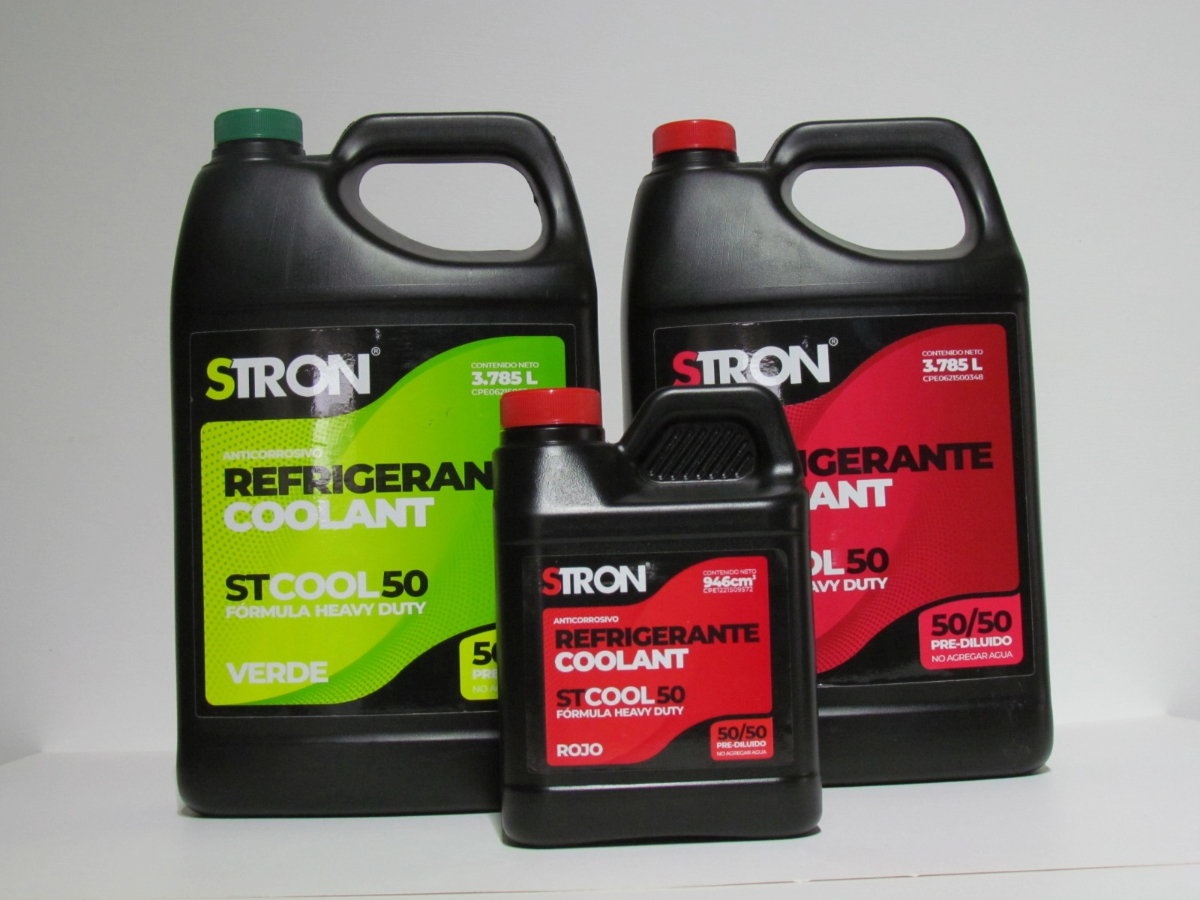 STRON®
CONTENIDO NETO
3.785 L
ANTICORROSIVO
REFRIGERAN
COOLANT
STCOOL50
FÓRMULA HEAVY DUTY
VERDE
STRON®
CONTENIDO NETO
3.785 L
CPE0621500348
IGERANTE
ANT
OL50
AVY DUTY
50/50
PRE-DILUIDO
NO AGREGAR AGUA
STRON
CONTENIDO NETO
946cm³
CPE1221509372
ANTICORROSIVO
REFRIGERANTE
COOLANT
STCOOL50
FÓRMULA HEAVY DUTY
ROJO
50/50
PRE-DILUIDO
NO AGREGAR AGUA